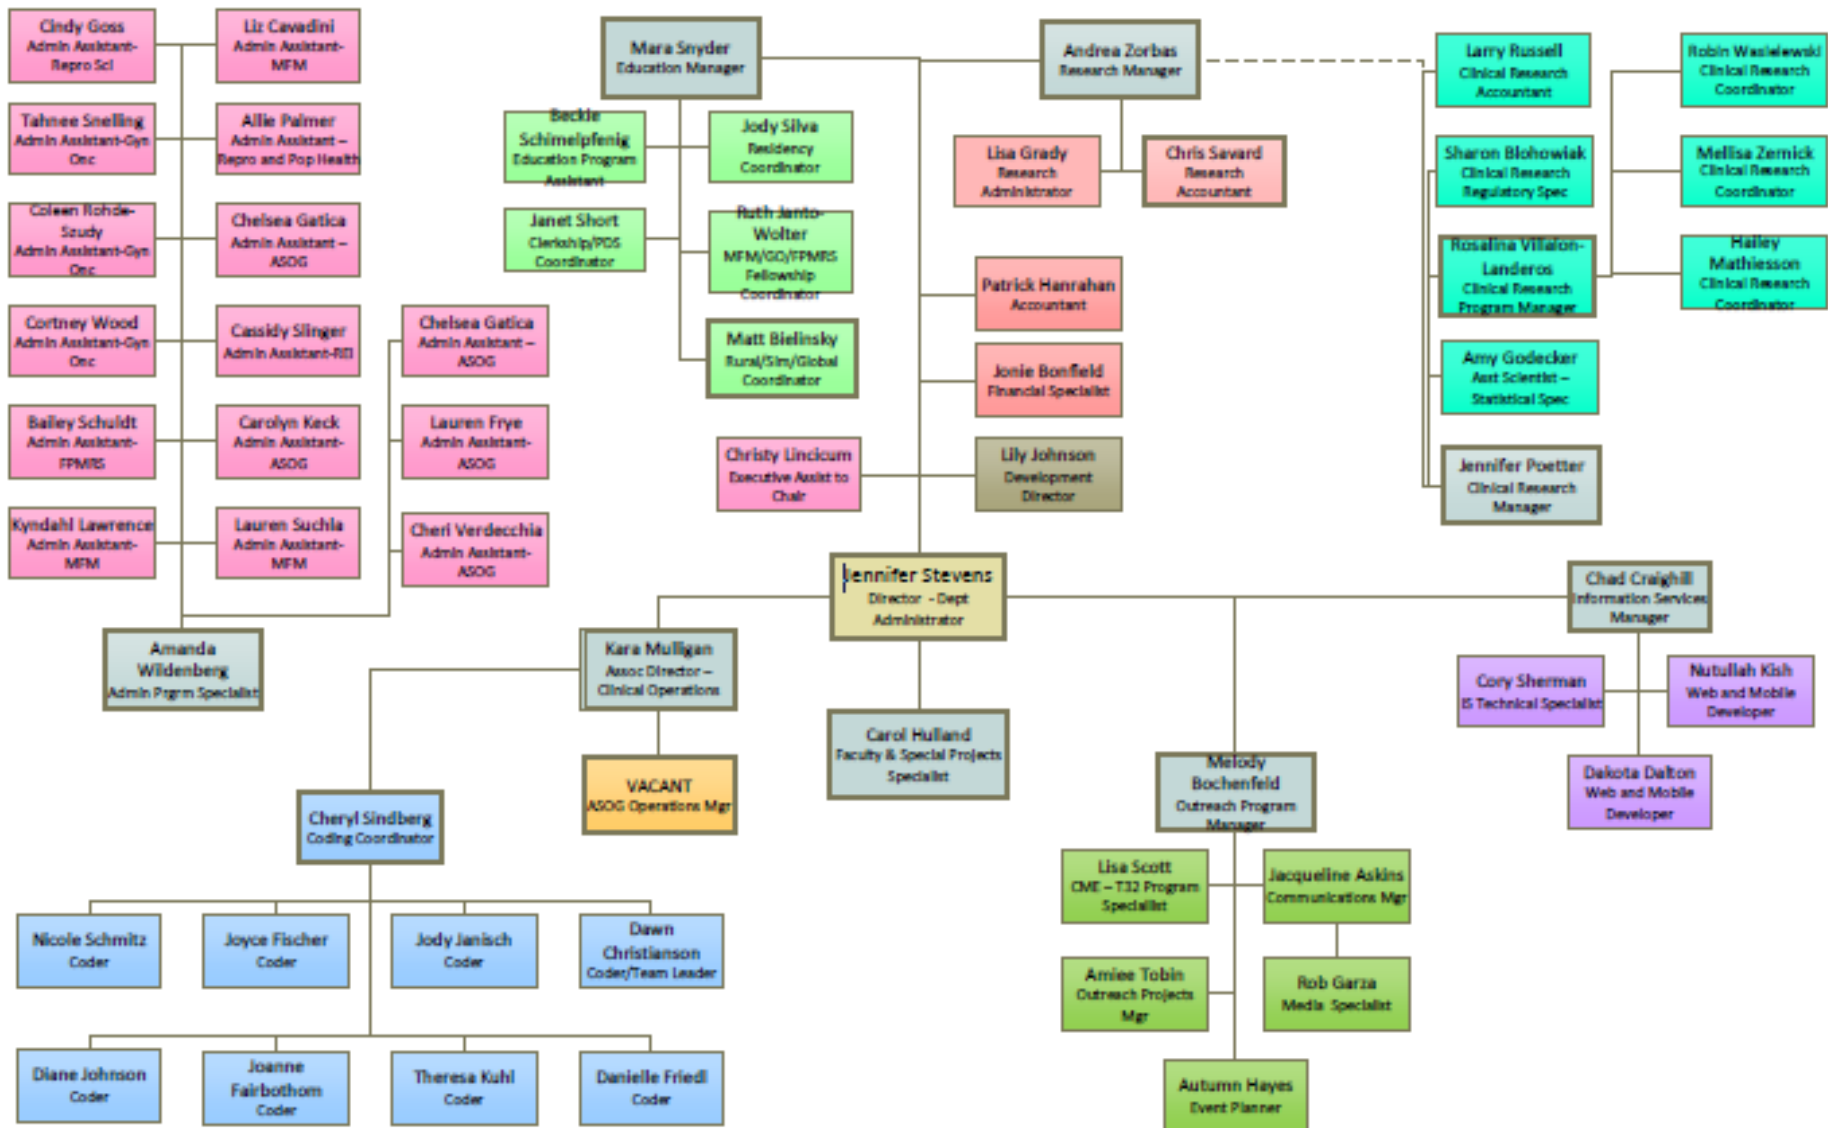 Cindy Goss
Admin Assistant-
Repro Sci
Liz Cavadini
Admin Assistant-
MFM
Tahnee Snelling
Admin Assistant-Gyn
Onc
Allie Palmer
Admin Assistant –
Repro and Pop Health
Coleen Rohde-
Szudy
Admin Assistant-Gyn
Onc
Chelsea Gatica
Admin Assistant –
ASOG
Cortney Wood
Admin Assistant-Gyn
Onc
Cassidy Slinger
Admin Assistant-REI
Chelsea Gatica
Admin Assistant –
ASOG
Bailey Schuldt
Admin Assistant-
FPMRS
Carolyn Keck
Admin Assistant-
ASOG
Lauren Frye
Admin Assistant-
ASOG
Kyndahl Lawrence
Admin Assistant-
MFM
Lauren Suchla
Admin Assistant-
MFM
Cheri Verdecchia
Admin Assistant-
ASOG
Amanda
Wildenberg
Admin Prgrm Specialist
Mara Snyder
Education Manager
Beckie
Schimelpfenig
Education Program
Assistant
Jody Silva
Residency
Coordinator
Janet Short
Clerkship/PDS
Coordinator
Ruth Janto-
Wolter
MFM/GO/FPMRS
Fellowship
Coordinator
Matt Bielinsky
Rural/Sim/Global
Coordinator
Andrea Zorbas
Research Manager
Lisa Grady
Research
Administrator
Chris Savard
Research
Accountant
Patrick Hanrahan
Accountant
Jonie Bonfield
Financial Specialist
Christy Lincicum
Executive Assist to
Chair
Lily Johnson
Development
Director
Larry Russell
Clinical Research
Accountant
Robin Wasielewski
Clinical Research
Coordinator
Sharon Blohowiak
Clinical Research
Regulatory Spec
Mellisa Zernick
Clinical Research
Coordinator
Rosalina Villalon-
Landeros
Clinical Research
Program Manager
Hailey
Mathiesson
Clinical Research
Coordinator
Amy Godecker
Asst Scientist –
Statistical Spec
Jennifer Poetter
Clinical Research
Manager
Jennifer Stevens
Director - Dept
Administrator
Kara Mulligan
Assoc Director –
Clinical Operations
VACANT
ASOG Operations Mgr
Carol Hulland
Faculty & Special Projects
Specialist
Chad Craighill
Information Services
Manager
Cory Sherman
IS Technical Specialist
Nutullah Kish
Web and Mobile
Developer
Dakota Dalton
Web and Mobile
Developer
Melody
Bochenfeld
Outreach Program
Manager
Lisa Scott
CME – T32 Program
Specialist
Jacqueline Askins
Communications Mgr
Amiee Tobin
Outreach Projects
Mgr
Rob Garza
Media Specialist
Autumn Hayes
Event Planner
Cheryl Sindberg
Coding Coordinator
Nicole Schmitz
Coder
Joyce Fischer
Coder
Jody Janisch
Coder
Dawn
Christianson
Coder/Team Leader
Diane Johnson
Coder
Joanne
Fairbothom
Coder
Theresa Kuhl
Coder
Danielle Friedl
Coder